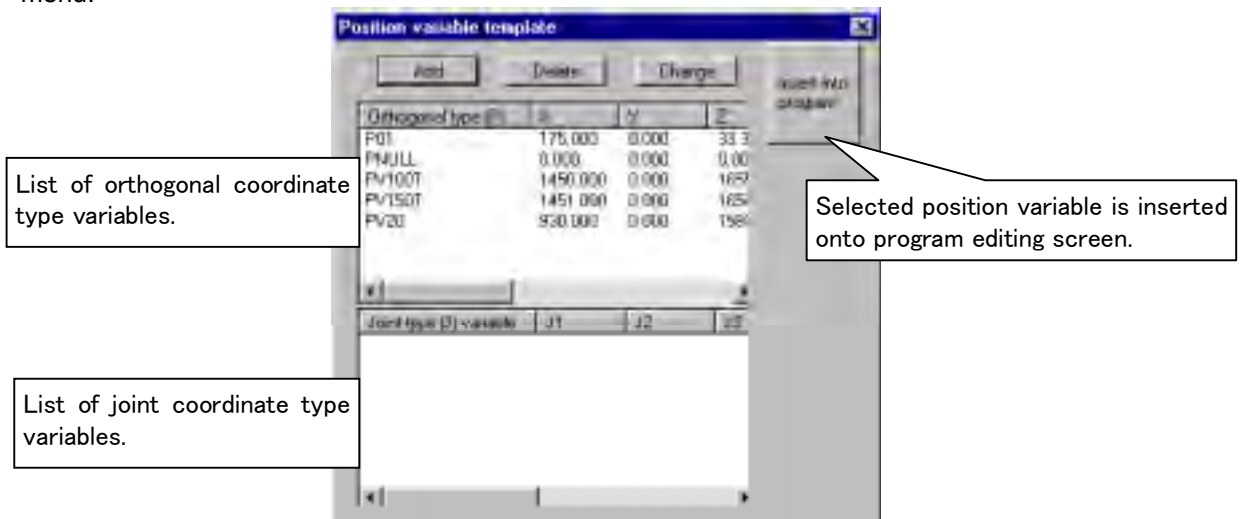 menu.
Position variable template
Add Delete Change
Insert into
program
Orthogonal type (P) X Y Z
P01 175.000 0.000 33.3
PNULL 0.000 0.000 0.00
PV100T 1450.000 0.000
PV150T 1451.000 0.000
PV20 930.000 0.000
Joint type (J) variable J1 J2 J3
List of orthogonal coordinate
type variables.
Selected position variable is inserted
onto program editing screen.
List of joint coordinate type
variables.